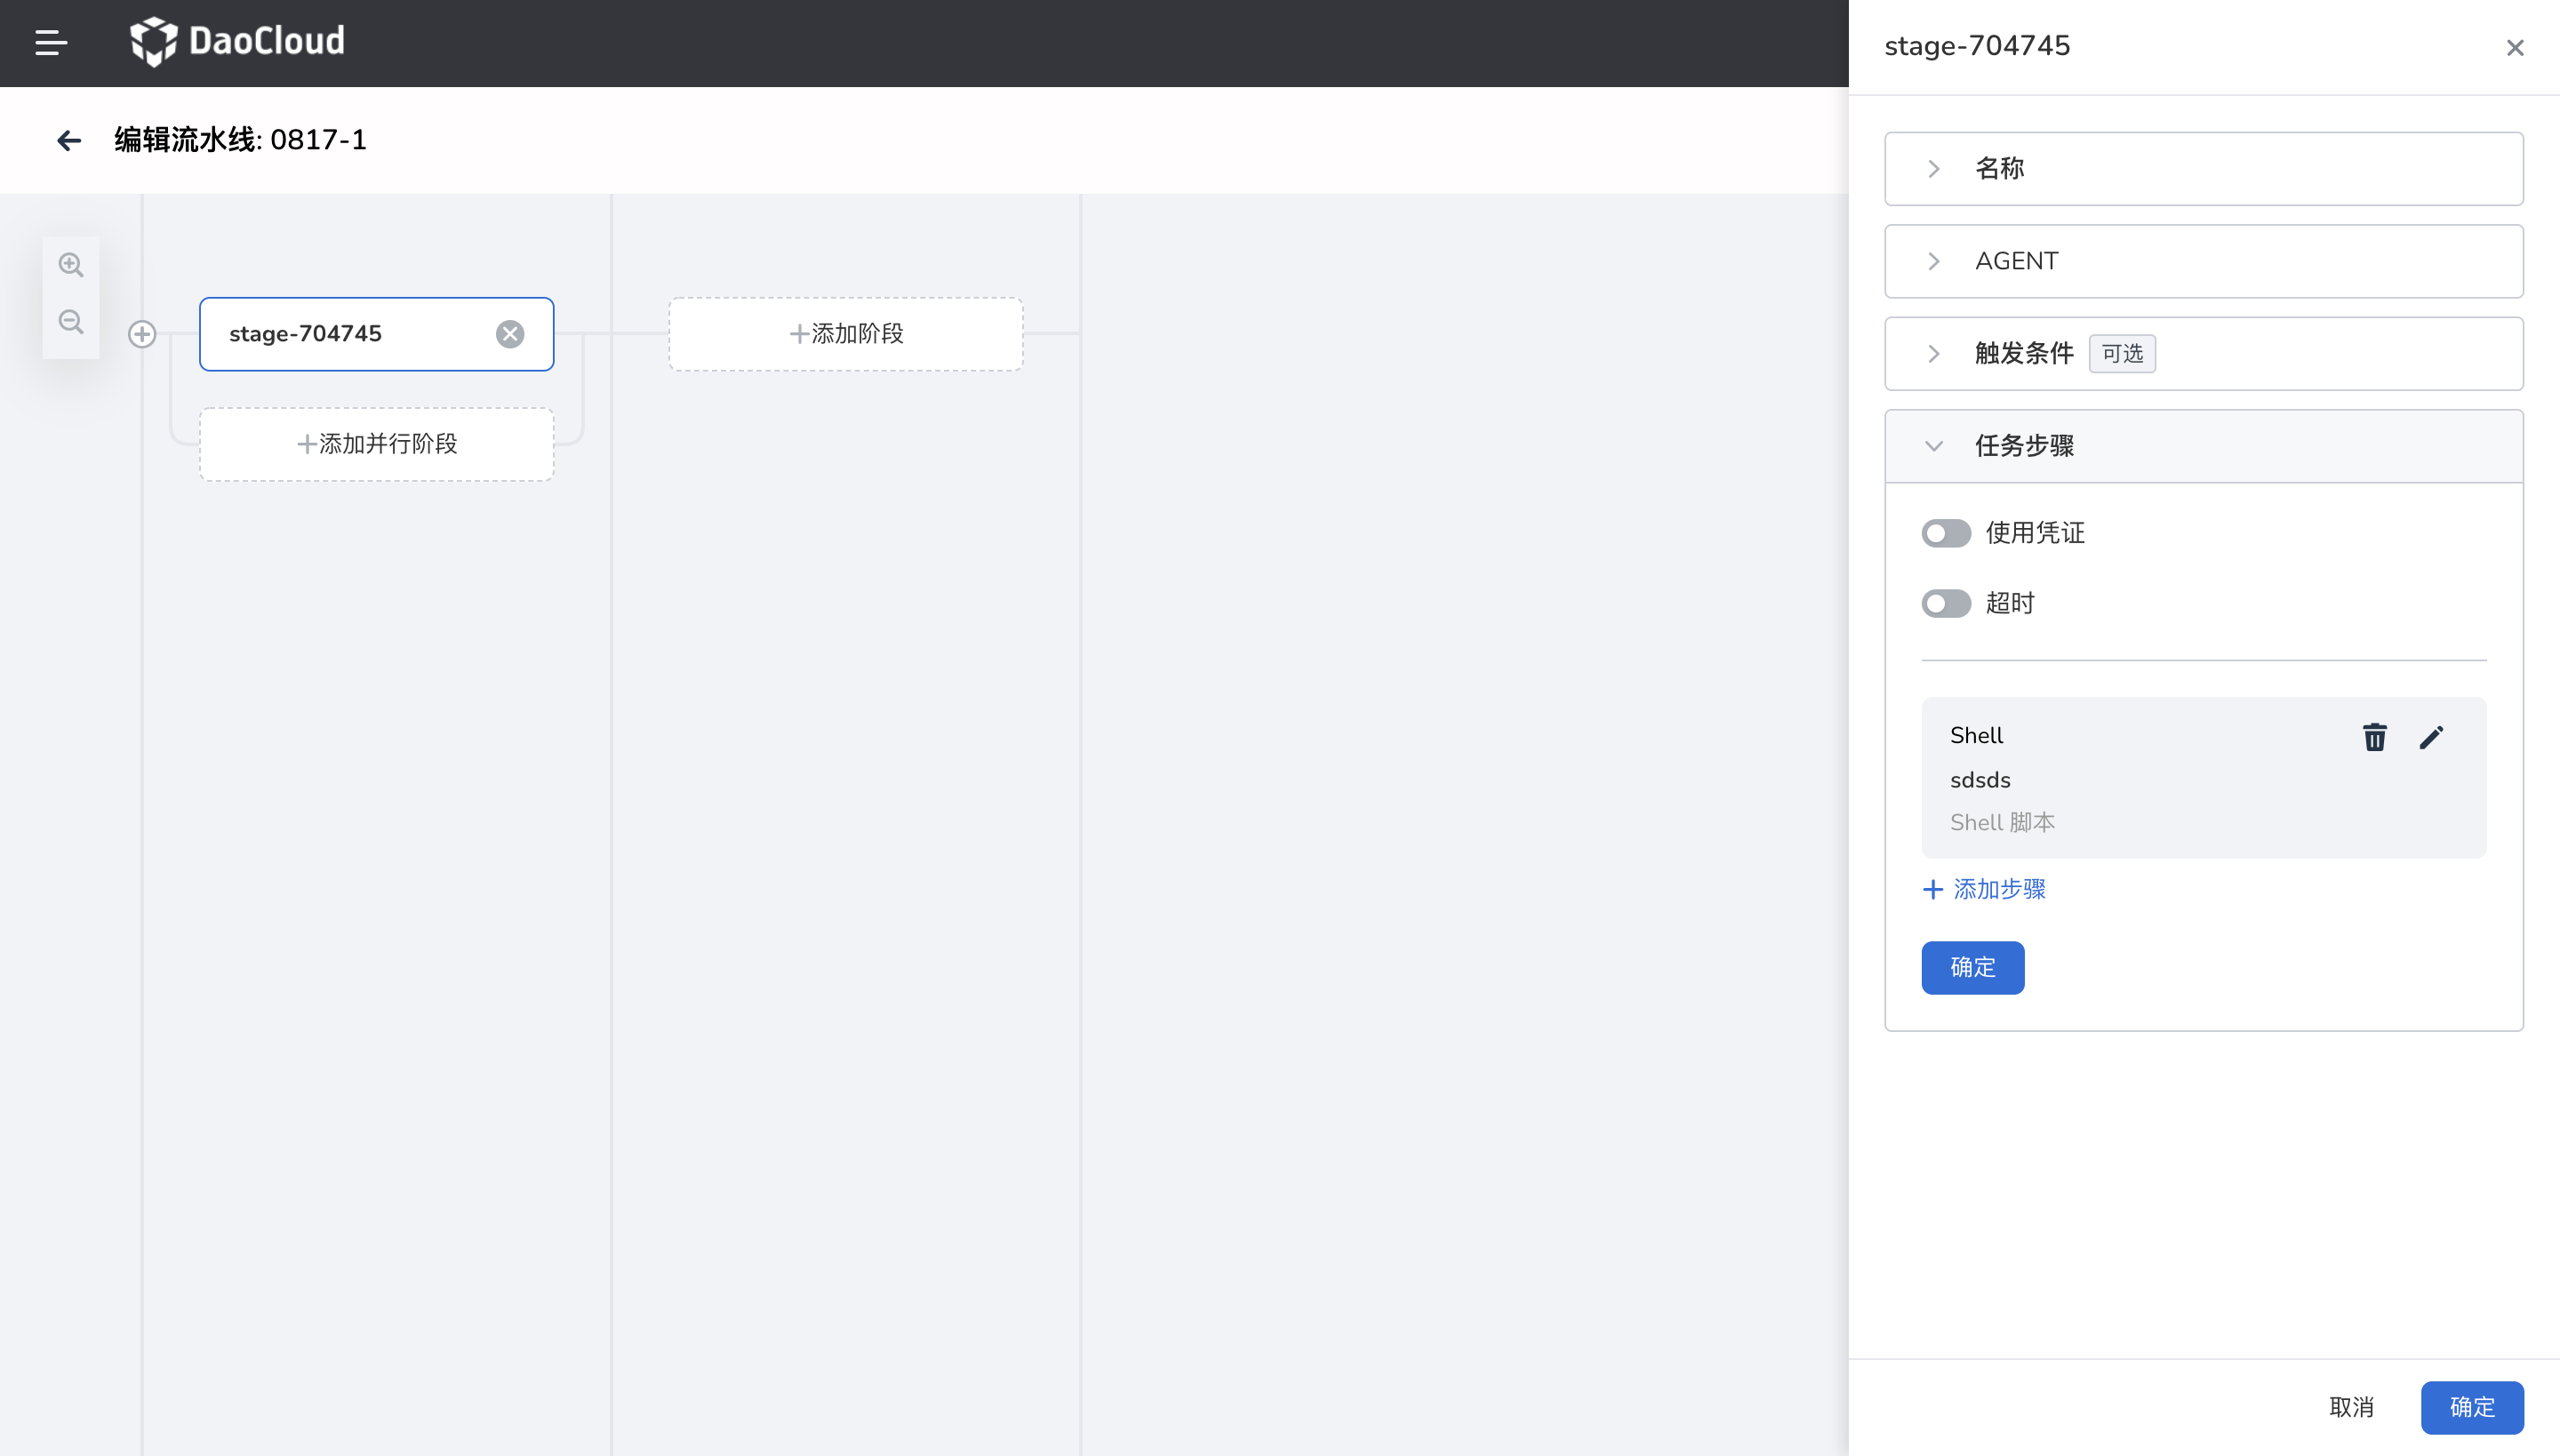 DaoCloud
编辑流水线: 0817-1
stage-704745
添加阶段
添加并行阶段
stage-704745
名称
AGENT
触发条件 可选
任务步骤
使用凭证
超时
Shell
sdsds
Shell 脚本
添加步骤
确定
取消 确定